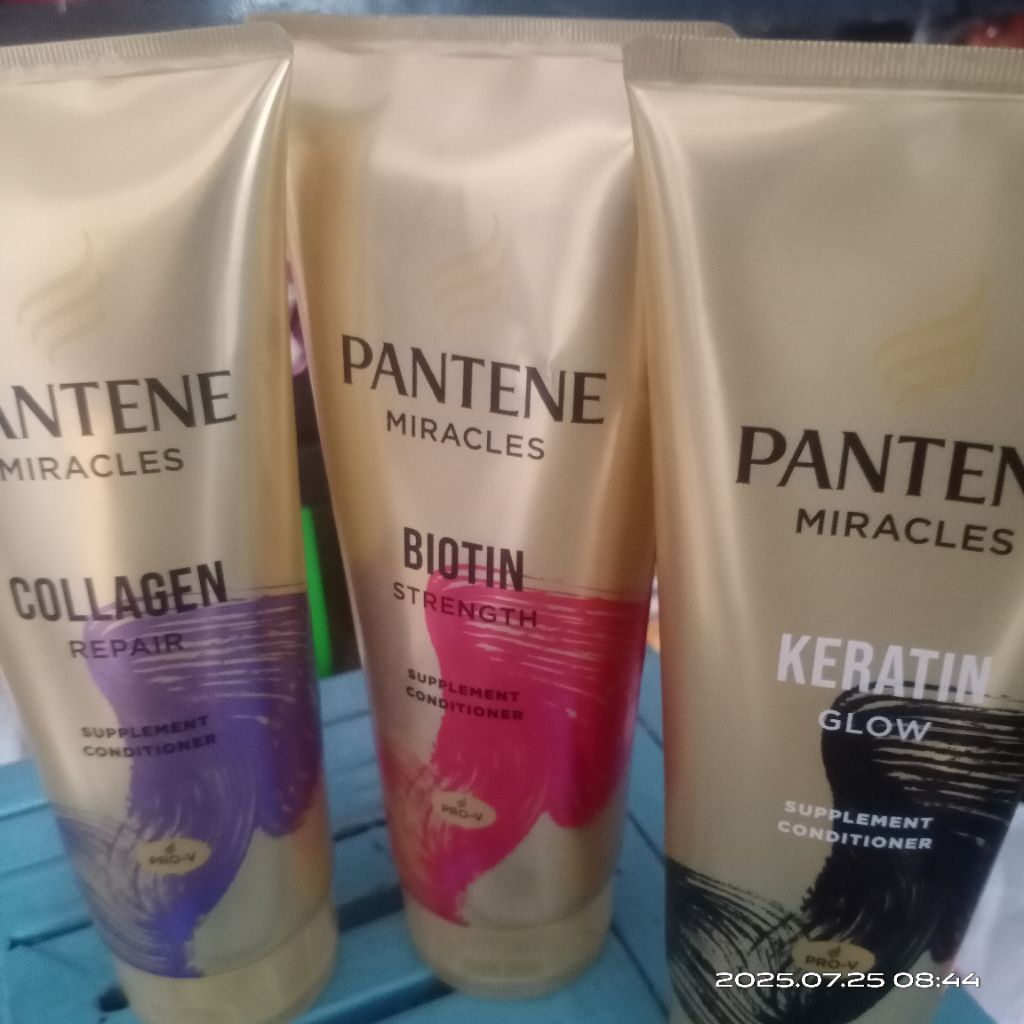 ANTENE
MIRACLES
COLLAGEN
REPAIR
SUPPLEMENT
CONDITIONER
PRO-V
PANTENE
MIRACLES
BIOTIN
STRENGTH
SUPPLEMENT
CONDITIONER
PRO-V
PANTEN
MIRACLES
KERATIN
GLOW
SUPPLEMENT
CONDITIONER
PRO-V
2025.07.25 08:44